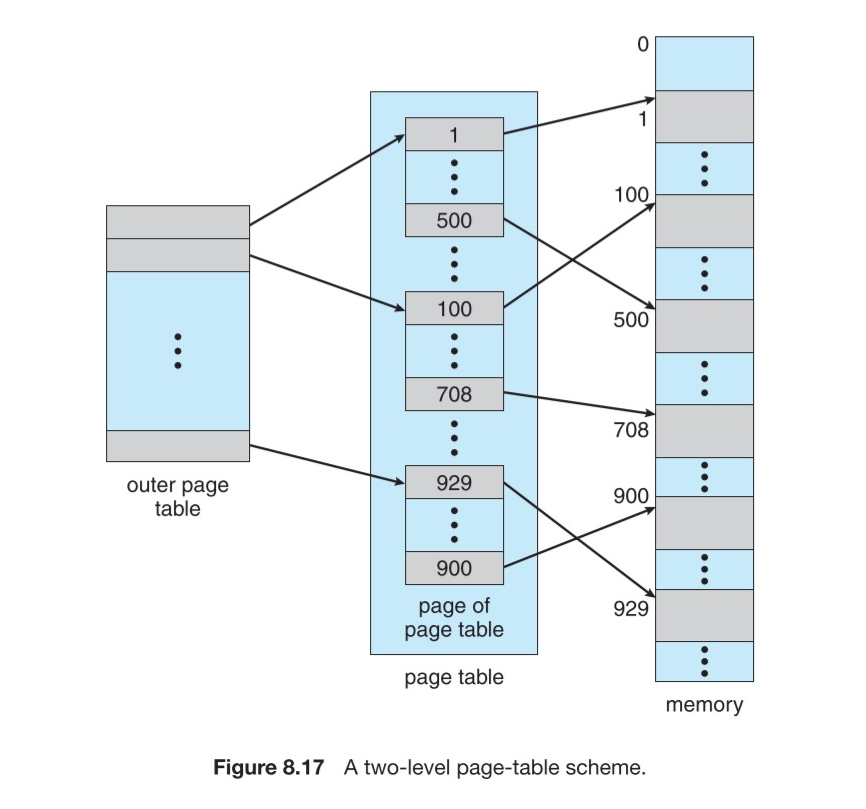 0
1
1
100
500
500
100
708
708
929
900
900
929
outer page
table
page of
page table
page table
memory
Figure 8.17 A two-level page-table scheme.